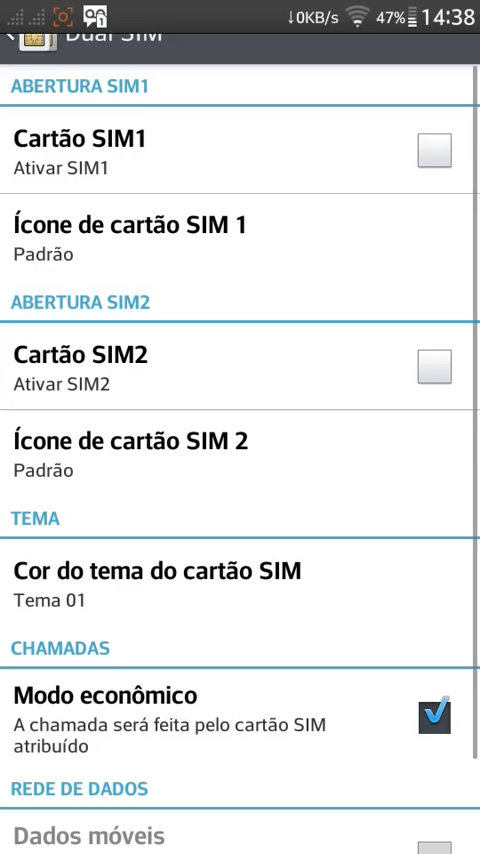 ↓0KB/s 47% 14:38
Dual SIM
ABERTURA SIM1
Cartão SIM1
Ativar SIM1
Ícone de cartão SIM 1
Padrão
ABERTURA SIM2
Cartão SIM2
Ativar SIM2
Ícone de cartão SIM 2
Padrão
TEMA
Cor do tema do cartão SIM
Tema 01
CHAMADAS
Modo econômico
A chamada será feita pelo cartão SIM
atribuído
REDE DE DADOS
Dados móveis